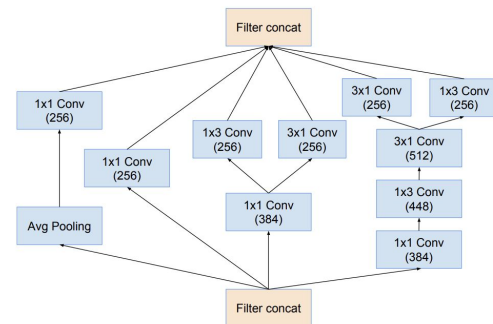 Filter concat
3x1 Conv
(256)
1x3 Conv
(256)
1x1 Conv
(256)
1x3 Conv
(256)
3x1 Conv
(256)
3x1 Conv
(512)
1x1 Conv
(256)
1x3 Conv
(448)
1x1 Conv
(384)
Avg Pooling
1x1 Conv
(384)
Filter concat